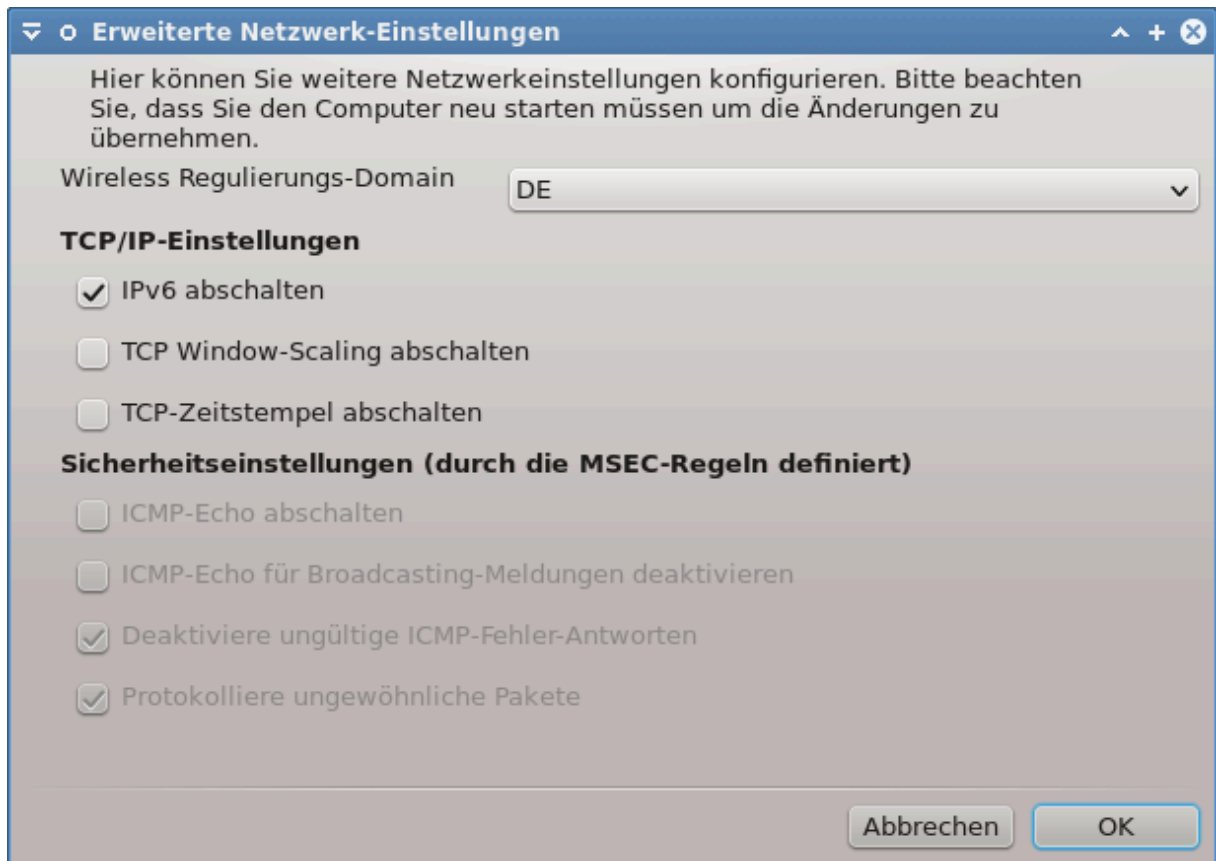 Erweiterte Netzwerk-Einstellungen
Hier können Sie weitere Netzwerkeinstellungen konfigurieren. Bitte beachten
Sie, dass Sie den Computer neu starten müssen um die Änderungen zu
übernehmen.
Wireless Regulierungs-Domain DE
TCP/IP-Einstellungen
IPv6 abschalten
TCP Window-Scaling abschalten
TCP-Zeitstempel abschalten
Sicherheitseinstellungen (durch die MSEC-Regeln definiert)
ICMP-Echo abschalten
ICMP-Echo für Broadcasting-Meldungen deaktivieren
Deaktiviere ungültige ICMP-Fehler-Antworten
Protokolliere ungewöhnliche Pakete
Abbrechen OK